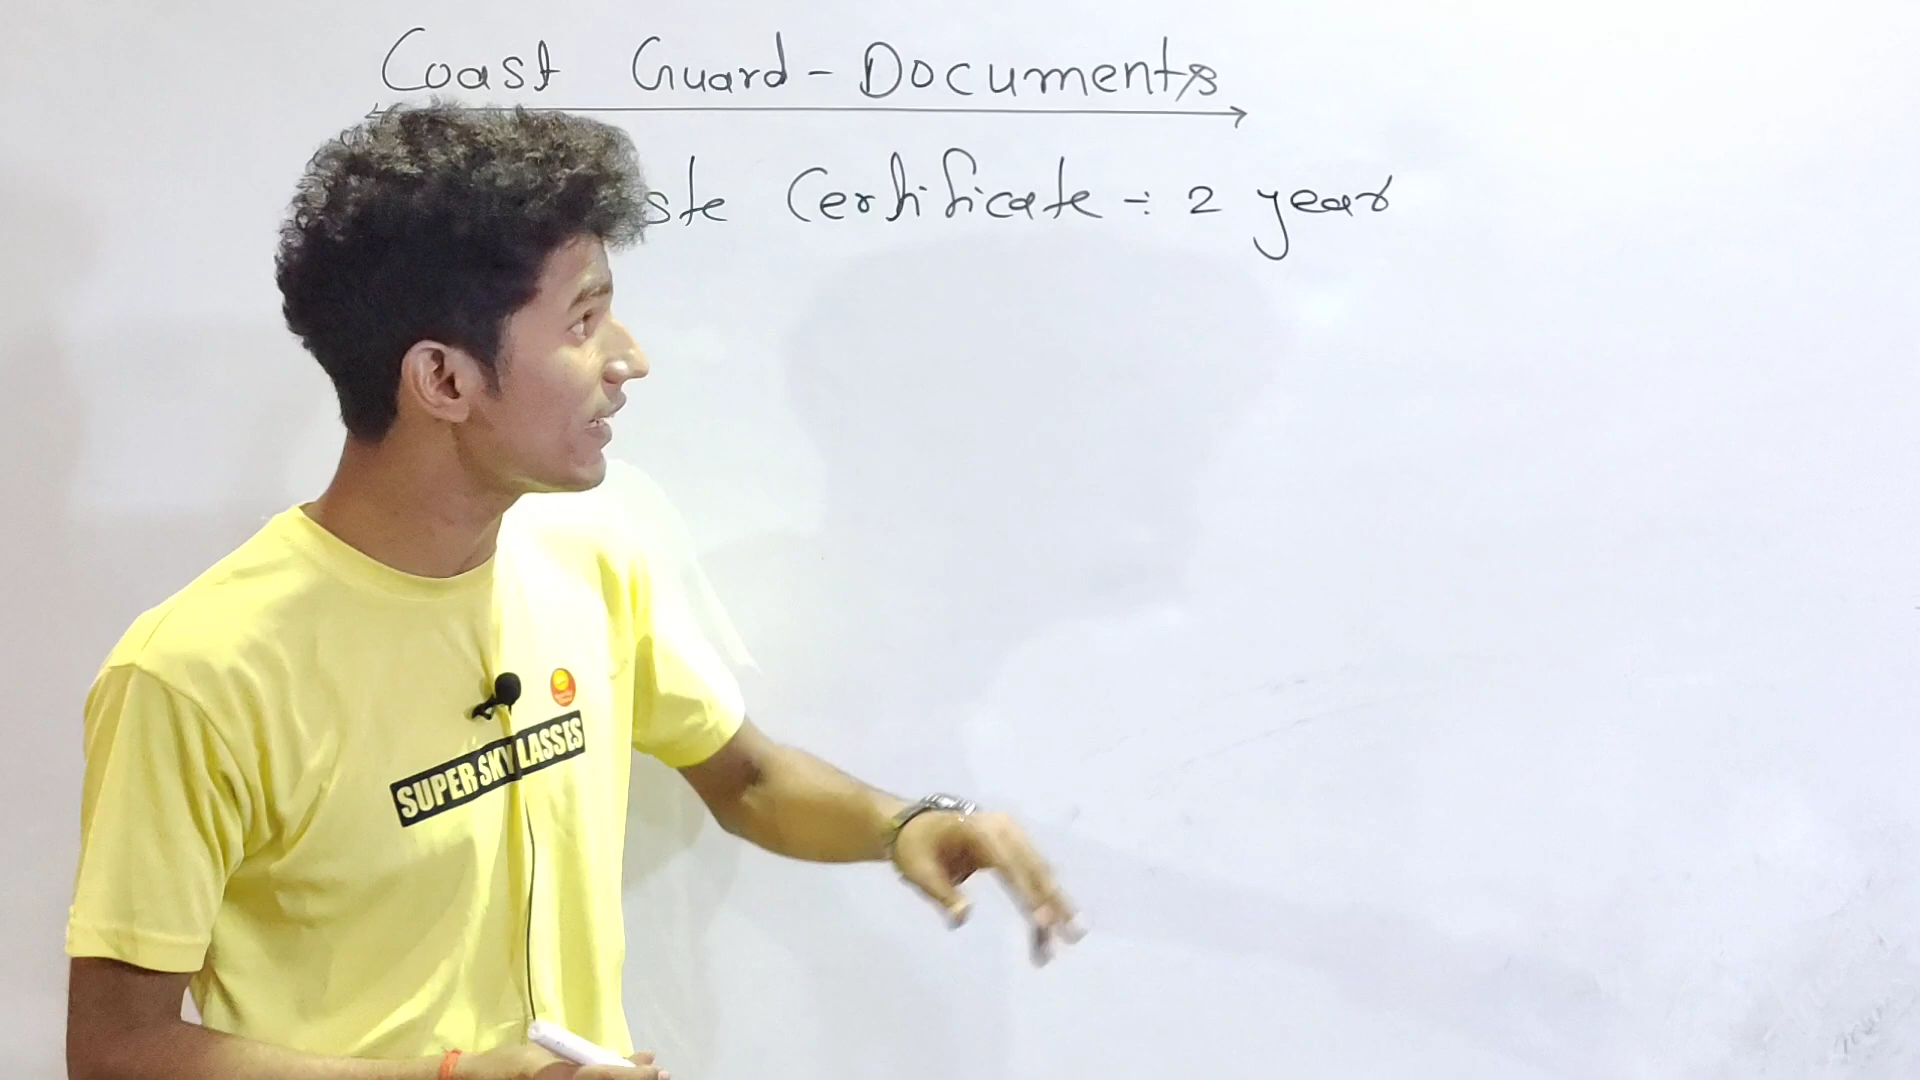 Coast Guard - Documents
ste Certificate ÷ 2 year
SUPER SKY LASSES